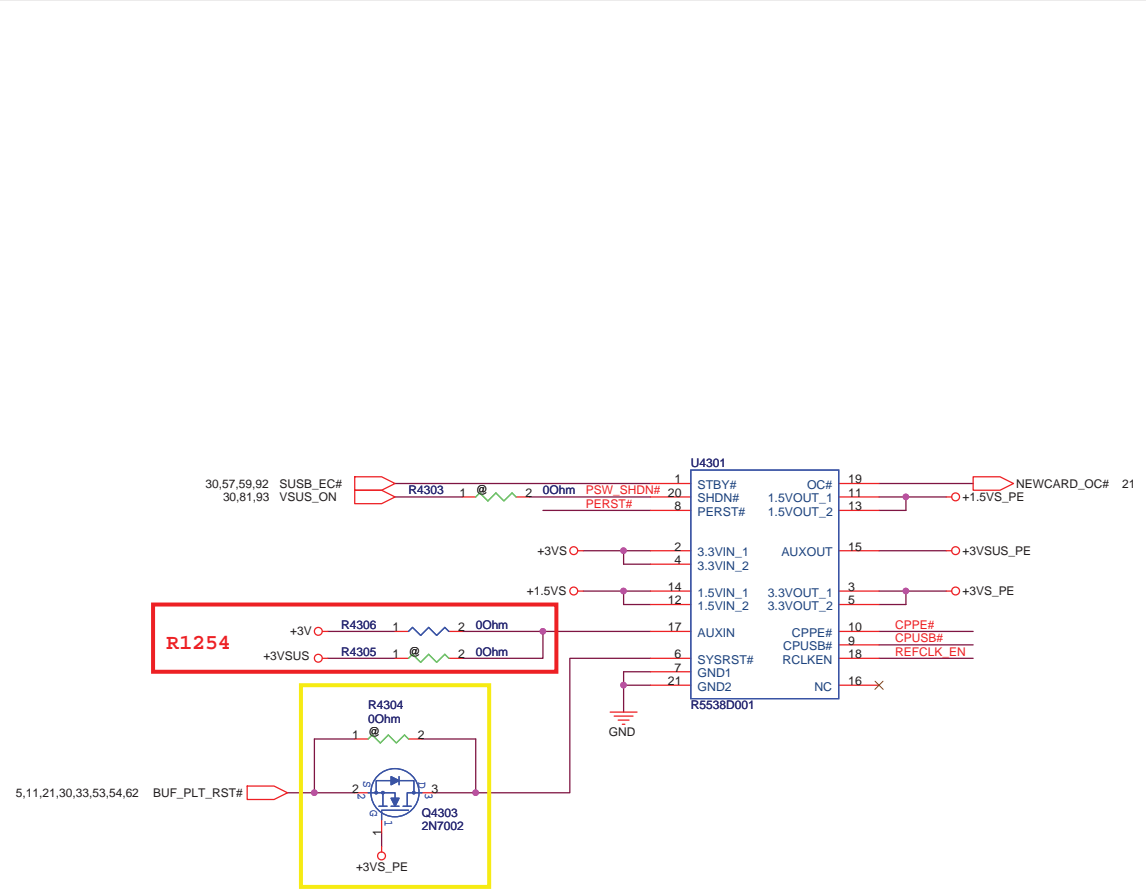 U4301
30,57,59,92 SUSB_EC# 1 STBY# OC# 19 NEWCARD_OC# 21
30,81,93 VSUS_ON R4303 1 @ 2 0Ohm PSW_SHDN# 20 SHDN# 1.5VOUT_1 11 +1.5VS_PE
PERST# 8 PERST# 1.5VOUT_2 13
+3VS 2 3.3VIN_1 AUXOUT 15 +3VSUS_PE
4 3.3VIN_2
+1.5VS 14 1.5VIN_1 3.3VOUT_1 3 +3VS_PE
12 1.5VIN_2 3.3VOUT_2 5
R1254
+3V R4306 1 2 0Ohm 17 AUXIN CPPE# 10 CPPE#
CPUSB# 9 CPUSB#
+3VSUS R4305 1 @ 2 0Ohm 6 SYSRST# RCLKEN 18 REFCLK_EN
7 GND1
21 GND2 NC 16
R5538D001
GND
R4304
0Ohm
1 @ 2
5,11,21,30,33,53,54,62 BUF_PLT_RST# 2 S 2 D 3 3
G 1
1
Q4303
2N7002
+3VS_PE